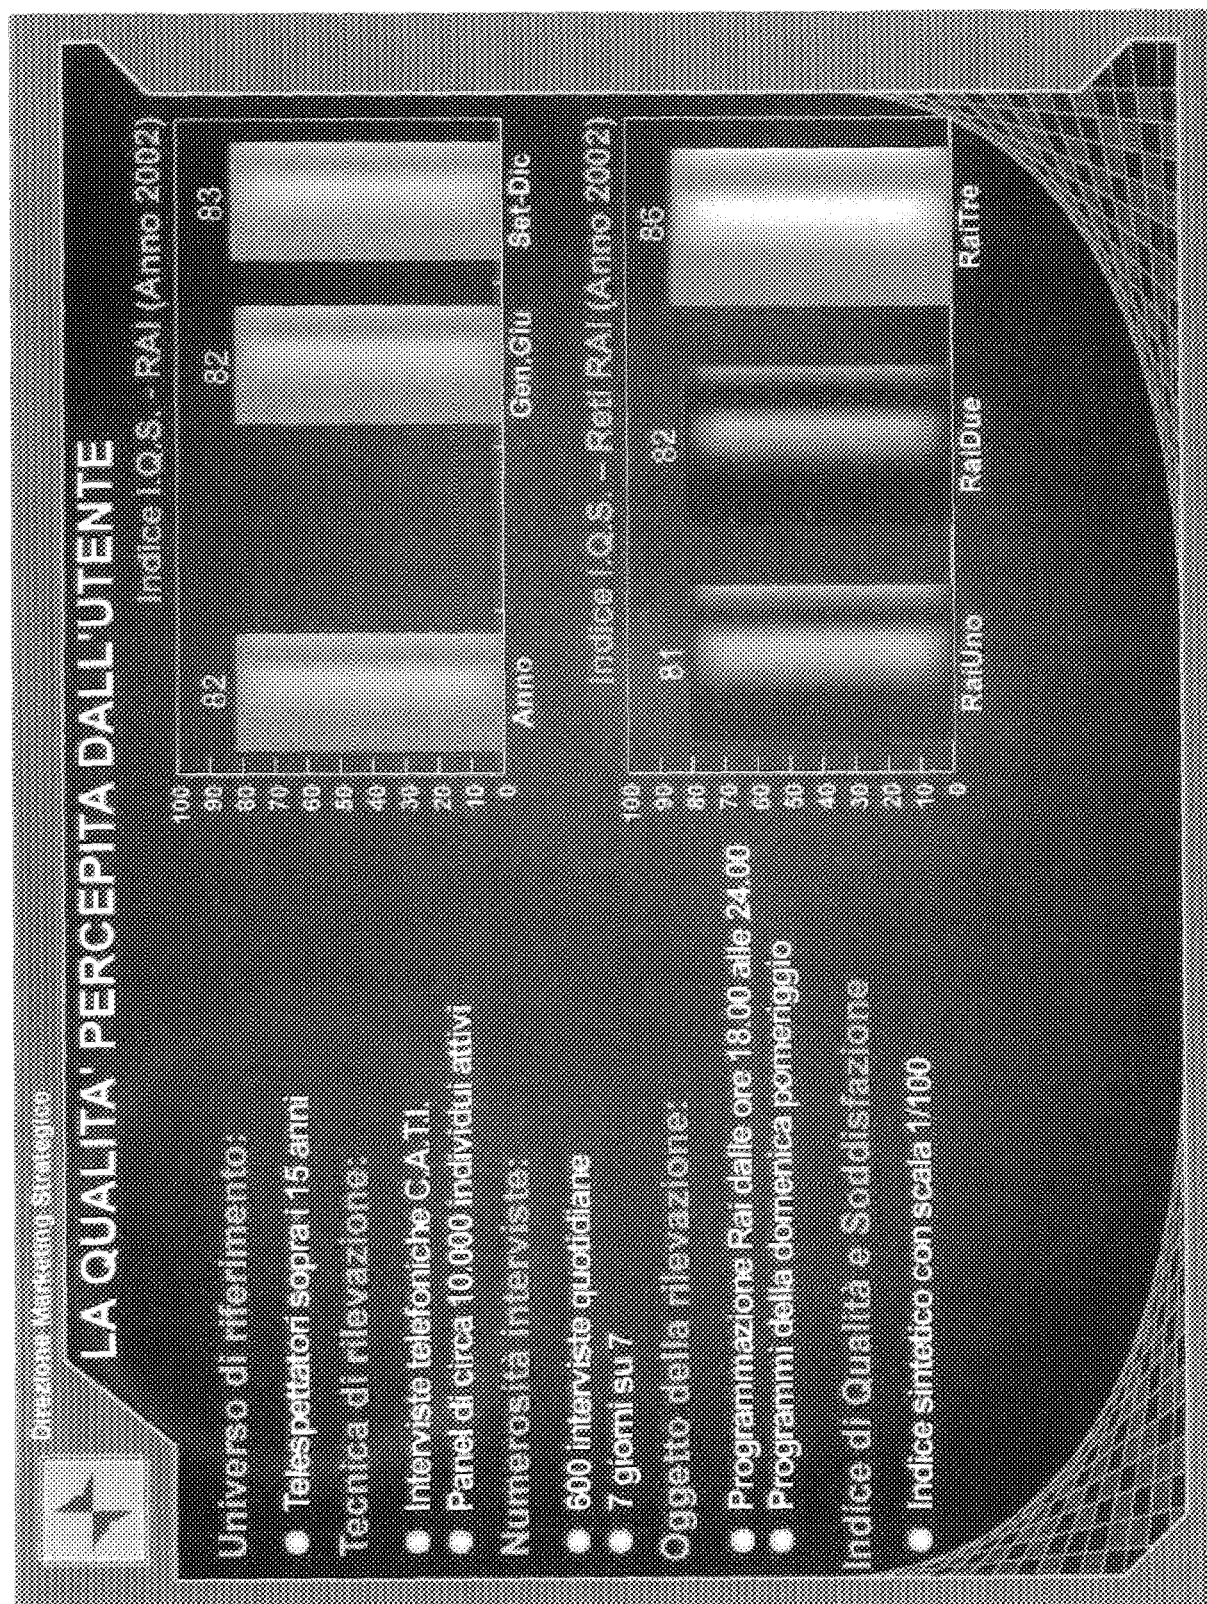 Direzione Marketing Strategico
LA QUALITA' PERCEPITA DALL'UTENTE
Universo di riferimento:
Telespettatori sopra i 15 anni
Tecnica di rilevazione:
Interviste telefoniche C.A.T.I.
Panel di circa 10.000 individui attivi
Numerosità interviste:
600 interviste quotidiane
7 giorni su 7
Oggetto della rilevazione:
Programmazione Rai dalle ore 18.00 alle 24.00
Programmi della domenica pomeriggio
Indice di Qualità e Soddisfazione
Indice sintetico con scala 1/100
Indice I.Q.S. - RAI (Anno 2002)
100
90
80
70
60
50
40
30
20
10
0
82
82
83
Anno
Gen.Giu
Set-Dic
Indice I.Q.S. - Reti RAI (Anno 2002)
100
90
80
70
60
50
40
30
20
10
0
81
82
86
RaiUno
RaiDue
RaiTre